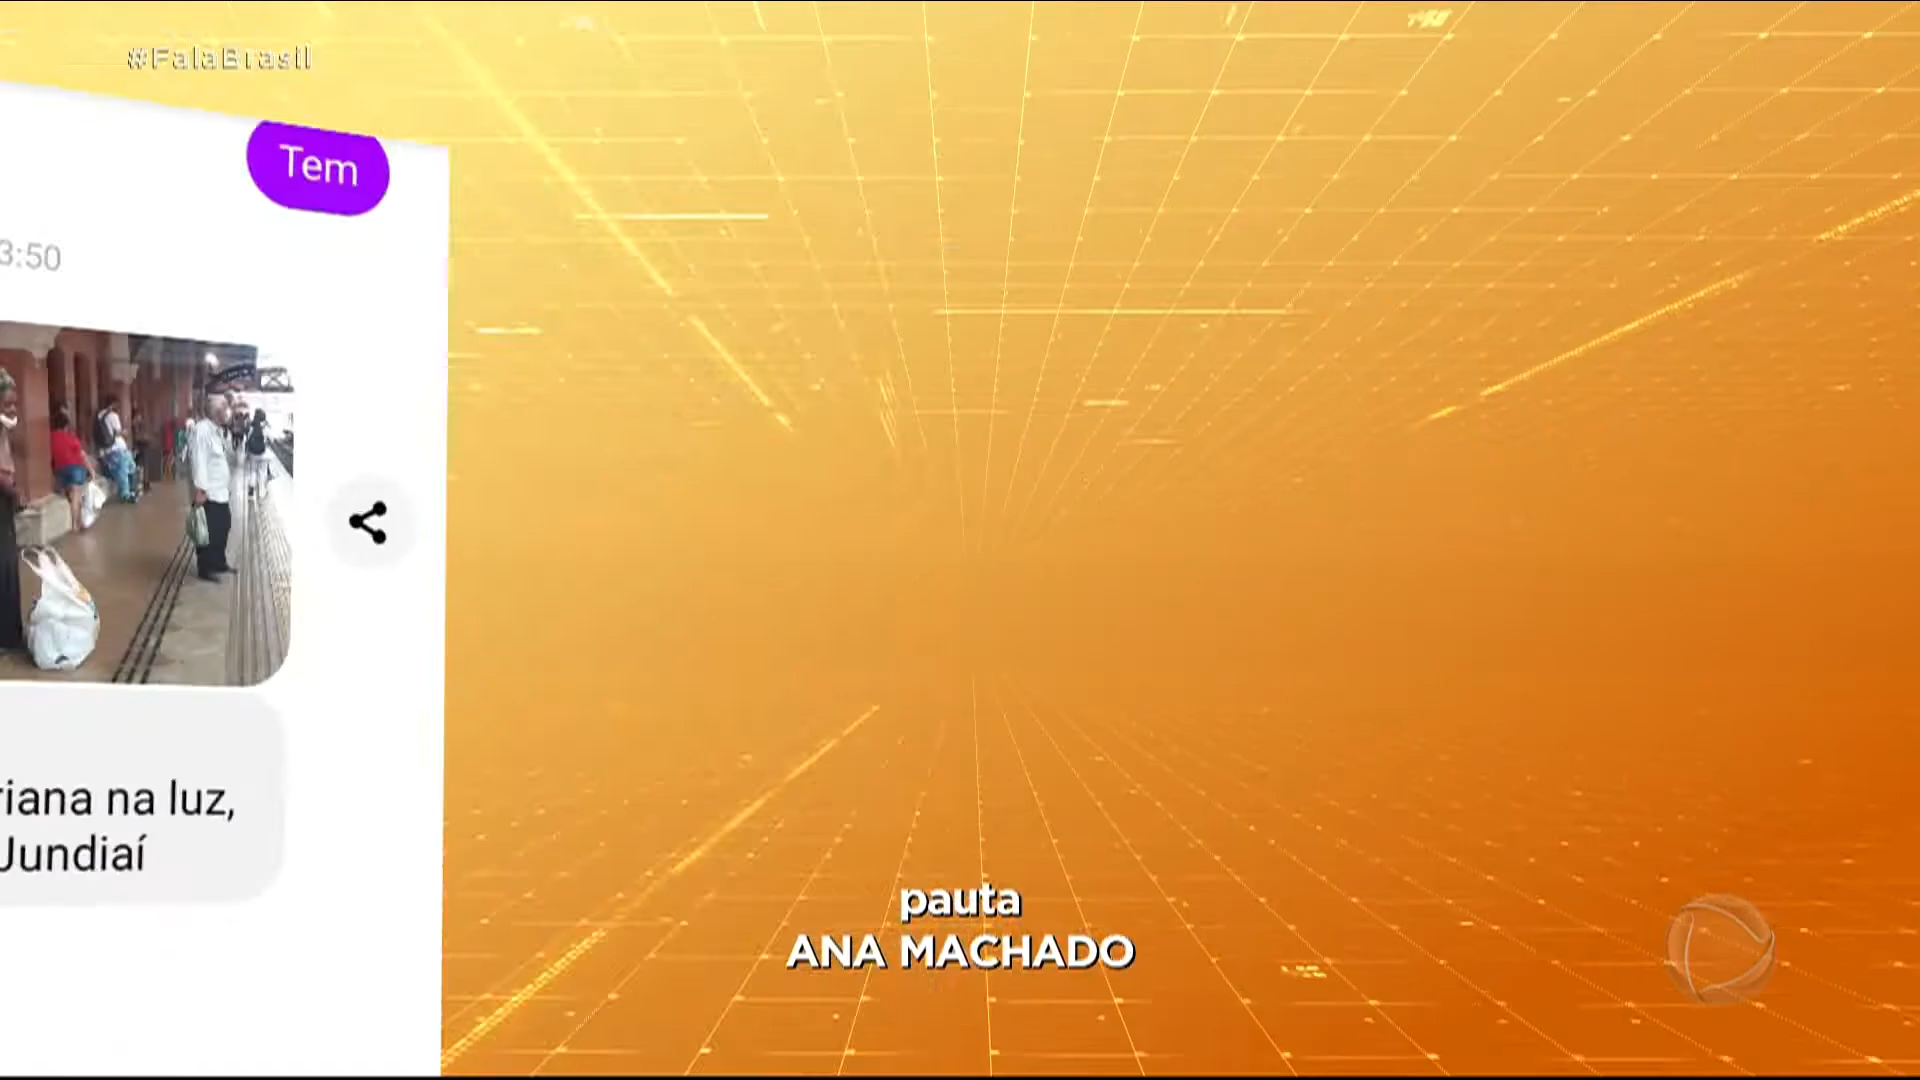 #FalaBrasil
Tem
3:50
riana na luz,
Jundiaí
pauta
ANA MACHADO